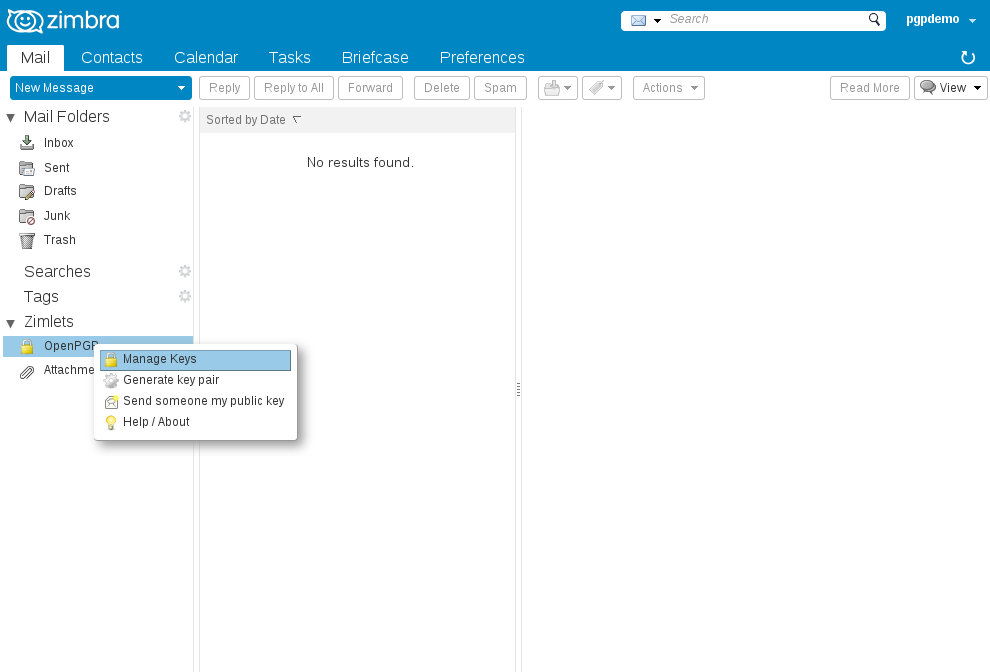 zimbra
Search
pgpdemo
Mail Contacts Calendar Tasks Briefcase Preferences
New Message Reply Reply to All Forward Delete Spam Actions Read More View
Mail Folders
Inbox
Sent
Drafts
Junk
Trash
Searches
Tags
Zimlets
OpenPGP
Attachme
Sorted by Date
No results found.
Manage Keys
Generate key pair
Send someone my public key
Help / About